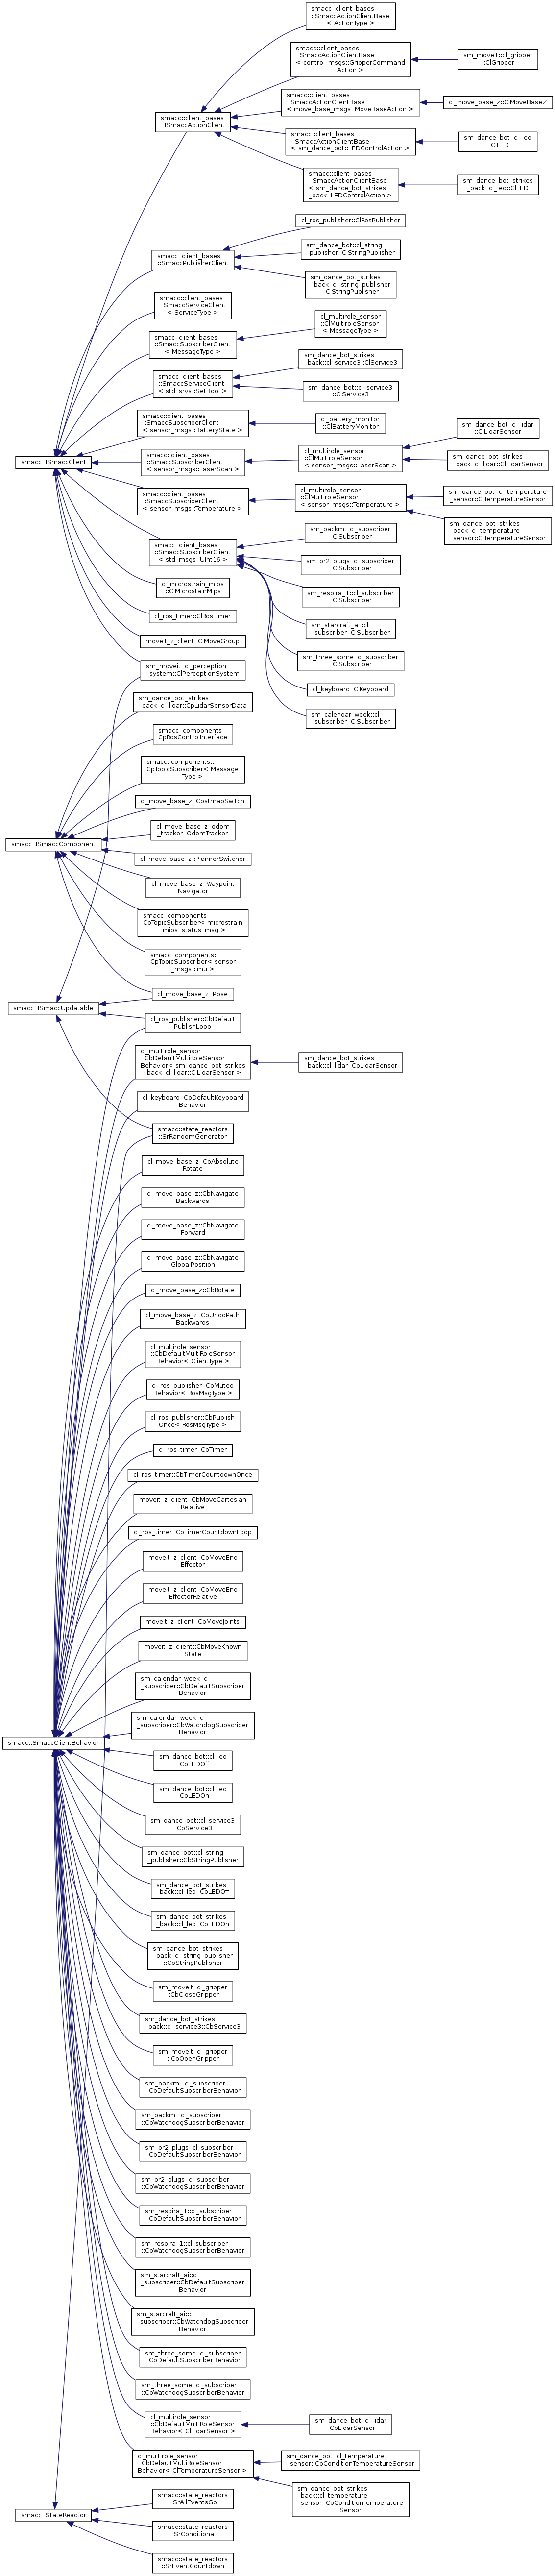 smacc::client_bases
::SmaccActionClientBase
< ActionType >
smacc::client_bases
::SmaccActionClientBase
< control_msgs::GripperCommand
Action >
sm_moveit::cl_gripper
::ClGripper
smacc::client_bases
::SmaccActionClientBase
< move_base_msgs::MoveBaseAction >
cl_move_base_z::ClMoveBaseZ
smacc::client_bases
::ISmaccActionClient
smacc::client_bases
::SmaccActionClientBase
< sm_dance_bot::LEDControlAction >
sm_dance_bot::cl_led
::ClLED
smacc::client_bases
::SmaccActionClientBase
< sm_dance_bot_strikes
_back::LEDControlAction >
sm_dance_bot_strikes
_back::cl_led::ClLED
cl_ros_publisher::ClRosPublisher
smacc::client_bases
::SmaccPublisherClient
sm_dance_bot::cl_string
_publisher::ClStringPublisher
sm_dance_bot_strikes
_back::cl_string_publisher
::ClStringPublisher
smacc::client_bases
::SmaccServiceClient
< ServiceType >
smacc::client_bases
::SmaccSubscriberClient
< MessageType >
cl_multirole_sensor
::ClMultiroleSensor
< MessageType >
smacc::client_bases
::SmaccServiceClient
< std_srvs::SetBool >
sm_dance_bot_strikes
_back::cl_service3::ClService3
sm_dance_bot::cl_service3
::ClService3
smacc::client_bases
::SmaccSubscriberClient
< sensor_msgs::BatteryState >
cl_battery_monitor
::ClBatteryMonitor
smacc::ISmaccClient
smacc::client_bases
::SmaccSubscriberClient
< sensor_msgs::LaserScan >
cl_multirole_sensor
::ClMultiroleSensor
< sensor_msgs::LaserScan >
sm_dance_bot::cl_lidar
::ClLidarSensor
sm_dance_bot_strikes
_back::cl_lidar::ClLidarSensor
smacc::client_bases
::SmaccSubscriberClient
< sensor_msgs::Temperature >
cl_multirole_sensor
::ClMultiroleSensor
< sensor_msgs::Temperature >
sm_dance_bot::cl_temperature
_sensor::ClTemperatureSensor
sm_dance_bot_strikes
_back::cl_temperature
_sensor::ClTemperatureSensor
smacc::client_bases
::SmaccSubscriberClient
< std_msgs::UInt16 >
sm_packml::cl_subscriber
::ClSubscriber
sm_pr2_plugs::cl_subscriber
::ClSubscriber
sm_respira_1::cl_subscriber
::ClSubscriber
sm_starcraft_ai::cl
_subscriber::ClSubscriber
sm_three_some::cl_subscriber
::ClSubscriber
cl_keyboard::ClKeyboard
sm_calendar_week::cl
_subscriber::ClSubscriber
cl_microstrain_mips
::ClMicrostainMips
cl_ros_timer::ClRosTimer
moveit_z_client::ClMoveGroup
sm_moveit::cl_perception
_system::ClPerceptionSystem
sm_dance_bot_strikes
_back::cl_lidar::CpLidarSensorData
smacc::components::
CpRosControlInterface
smacc::components::
CpTopicSubscriber< Message
Type >
cl_move_base_z::CostmapSwitch
cl_move_base_z::odom
_tracker::OdomTracker
smacc::ISmaccComponent
cl_move_base_z::PlannerSwitcher
cl_move_base_z::Waypoint
Navigator
smacc::components::
CpTopicSubscriber< microstrain
_mips::status_msg >
smacc::components::
CpTopicSubscriber< sensor
_msgs::Imu >
cl_move_base_z::Pose
smacc::ISmaccUpdatable
cl_ros_publisher::CbDefault
PublishLoop
cl_multirole_sensor
::CbDefaultMultiRoleSensor
Behavior< sm_dance_bot_strikes
_back::cl_lidar::ClLidarSensor >
sm_dance_bot_strikes
_back::cl_lidar::CbLidarSensor
cl_keyboard::CbDefaultKeyboard
Behavior
smacc::state_reactors
::SrRandomGenerator
cl_move_base_z::CbAbsolute
Rotate
cl_move_base_z::CbNavigate
Backwards
cl_move_base_z::CbNavigate
Forward
cl_move_base_z::CbNavigate
GlobalPosition
cl_move_base_z::CbRotate
cl_move_base_z::CbUndoPath
Backwards
cl_multirole_sensor
::CbDefaultMultiRoleSensor
Behavior< ClientType >
cl_ros_publisher::CbMuted
Behavior< RosMsgType >
cl_ros_publisher::CbPublish
Once< RosMsgType >
cl_ros_timer::CbTimer
cl_ros_timer::CbTimerCountdownOnce
moveit_z_client::CbMoveCartesian
Relative
cl_ros_timer::CbTimerCountdownLoop
moveit_z_client::CbMoveEnd
Effector
moveit_z_client::CbMoveEnd
EffectorRelative
moveit_z_client::CbMoveJoints
moveit_z_client::CbMoveKnown
State
sm_calendar_week::cl
_subscriber::CbDefaultSubscriber
Behavior
sm_calendar_week::cl
_subscriber::CbWatchdogSubscriber
Behavior
smacc::SmaccClientBehavior
sm_dance_bot::cl_led
::CbLEDOff
sm_dance_bot::cl_led
::CbLEDOn
sm_dance_bot::cl_service3
::CbService3
sm_dance_bot::cl_string
_publisher::CbStringPublisher
sm_dance_bot_strikes
_back::cl_led::CbLEDOff
sm_dance_bot_strikes
_back::cl_led::CbLEDOn
sm_dance_bot_strikes
_back::cl_string_publisher
::CbStringPublisher
sm_moveit::cl_gripper
::CbCloseGripper
sm_dance_bot_strikes
_back::cl_service3::CbService3
sm_moveit::cl_gripper
::CbOpenGripper
sm_packml::cl_subscriber
::CbDefaultSubscriberBehavior
sm_packml::cl_subscriber
::CbWatchdogSubscriberBehavior
sm_pr2_plugs::cl_subscriber
::CbDefaultSubscriberBehavior
sm_pr2_plugs::cl_subscriber
::CbWatchdogSubscriberBehavior
sm_respira_1::cl_subscriber
::CbDefaultSubscriberBehavior
sm_respira_1::cl_subscriber
::CbWatchdogSubscriberBehavior
sm_starcraft_ai::cl
_subscriber::CbDefaultSubscriber
Behavior
sm_starcraft_ai::cl
_subscriber::CbWatchdogSubscriber
Behavior
sm_three_some::cl_subscriber
::CbDefaultSubscriberBehavior
sm_three_some::cl_subscriber
::CbWatchdogSubscriberBehavior
cl_multirole_sensor
::CbDefaultMultiRoleSensor
Behavior< ClLidarSensor >
sm_dance_bot::cl_lidar
::CbLidarSensor
cl_multirole_sensor
::CbDefaultMultiRoleSensor
Behavior< ClTemperatureSensor >
sm_dance_bot::cl_temperature
_sensor::CbConditionTemperatureSensor
sm_dance_bot_strikes
_back::cl_temperature
_sensor::CbConditionTemperature
Sensor
smacc::StateReactor
smacc::state_reactors
::SrAllEventsGo
smacc::state_reactors
::SrConditional
smacc::state_reactors
::SrEventCountdown